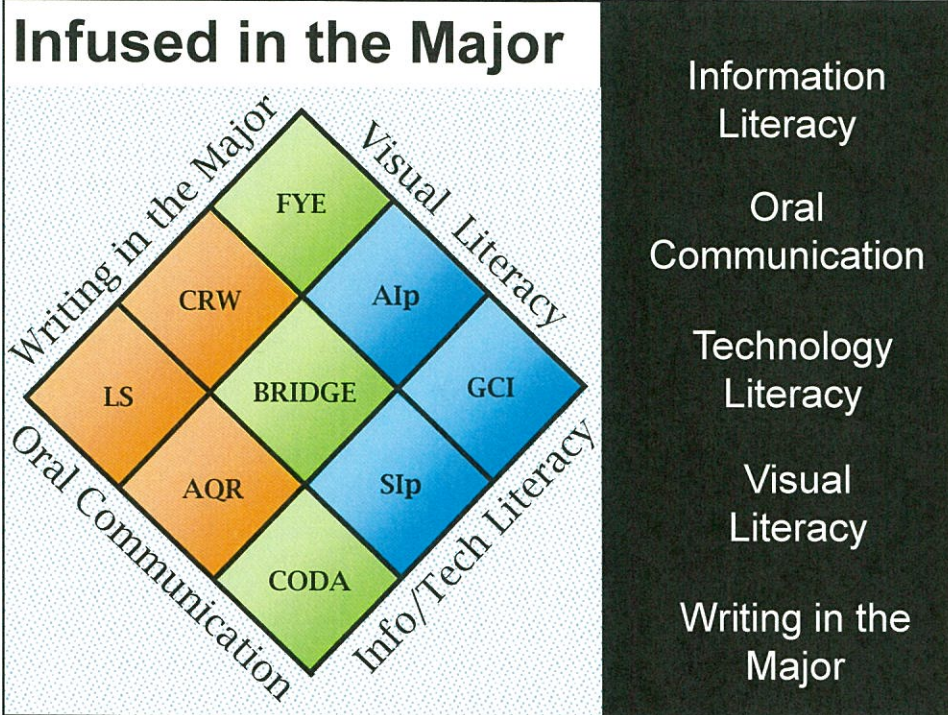 Infused in the Major
Writing in the Major
Visual Literacy
FYE
CRW
AIp
LS
BRIDGE
GCI
AQR
SIp
CODA
Oral Communication
Info/Tech Literacy
Information
Literacy
Oral
Communication
Technology
Literacy
Visual
Literacy
Writing in the
Major